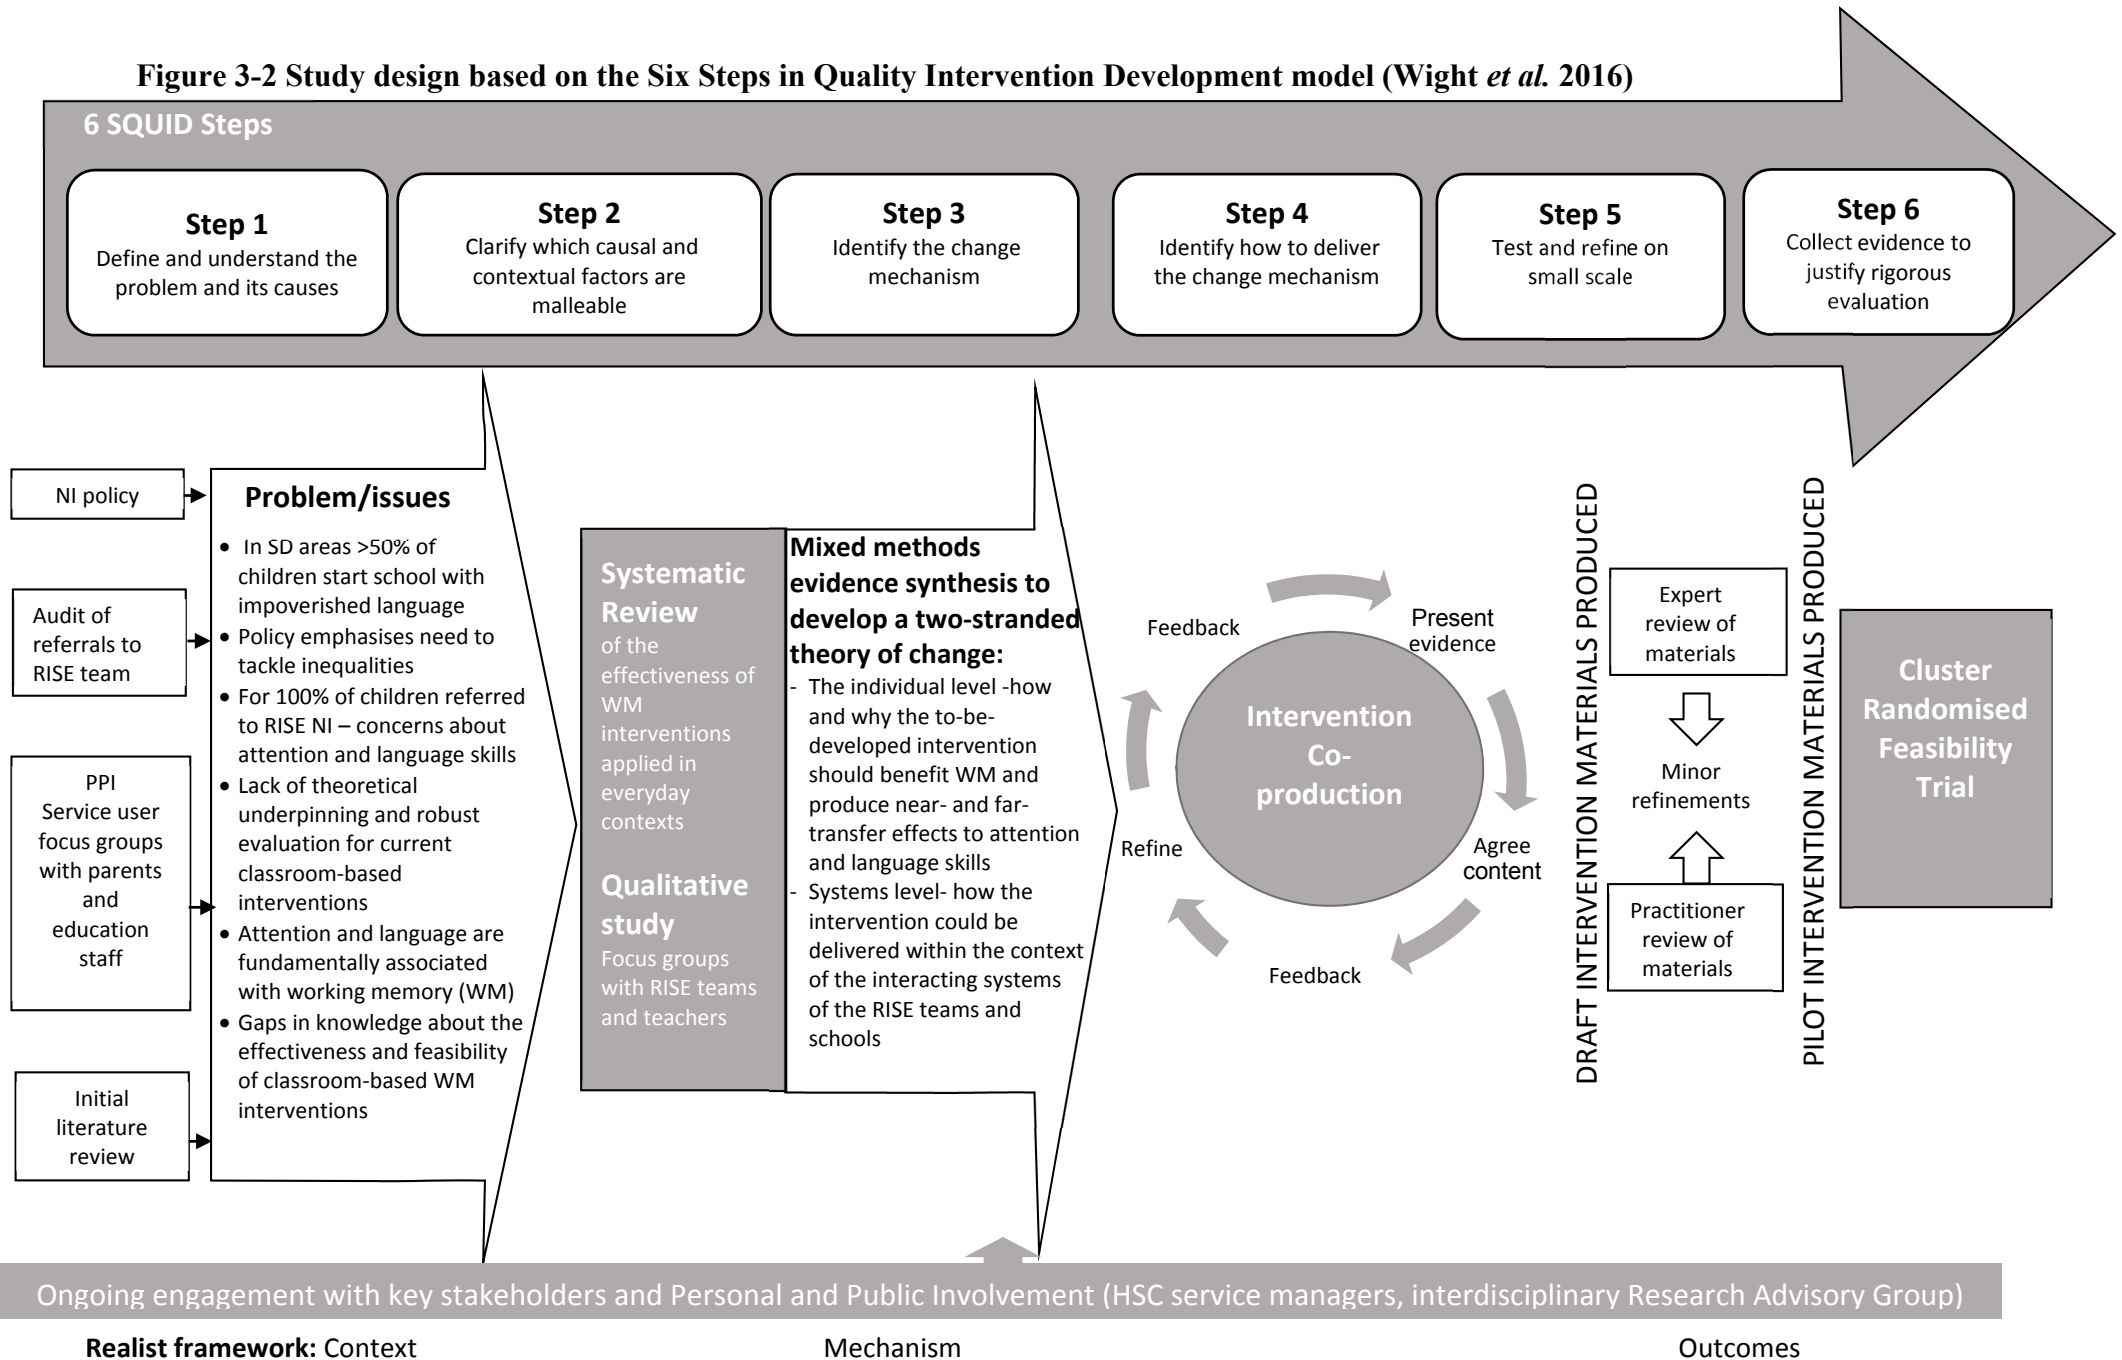 Figure 3-2 Study design based on the Six Steps in Quality Intervention Development model (Wight et al. 2016)
6 SQUID Steps
Step 1
Define and understand the
problem and its causes
Step 2
Clarify which causal and
contextual factors are
malleable
Step 3
Identify the change
mechanism
Step 4
Identify how to deliver
the change mechanism
Step 5
Test and refine on
small scale
Step 6
Collect evidence to
justify rigorous
evaluation
NI policy
Audit of
referrals to
RISE team
PPI
Service user
focus groups
with parents
and
education
staff
Initial
literature
review
Problem/issues
• In SD areas >50% of
children start school with
impoverished language
• Policy emphasises need to
tackle inequalities
• For 100% of children referred
to RISE NI – concerns about
attention and language skills
• Lack of theoretical
underpinning and robust
evaluation for current
classroom-based
interventions
• Attention and language are
fundamentally associated
with working memory (WM)
• Gaps in knowledge about the
effectiveness and feasibility
of classroom-based WM
interventions
Systematic
Review
of the
effectiveness of
WM
interventions
applied in
everyday
contexts
Qualitative
study
Focus groups
with RISE teams
and teachers
Mixed methods
evidence synthesis to
develop a two-stranded
theory of change:
- The individual level -how
and why the to-be-
developed intervention
should benefit WM and
produce near- and far-
transfer effects to attention
and language skills
- Systems level- how the
intervention could be
delivered within the context
of the interacting systems
of the RISE teams and
schools
Intervention
Co-
production
Feedback
Present
evidence
Agree
content
Feedback
Refine
DRAFT INTERVENTION MATERIALS PRODUCED
Expert
review of
materials
Minor
refinements
Practitioner
review of
materials
PILOT INTERVENTION MATERIALS PRODUCED
Cluster
Randomised
Feasibility
Trial
Ongoing engagement with key stakeholders and Personal and Public Involvement (HSC service managers, interdisciplinary Research Advisory Group)
Realist framework: Context
Mechanism
Outcomes